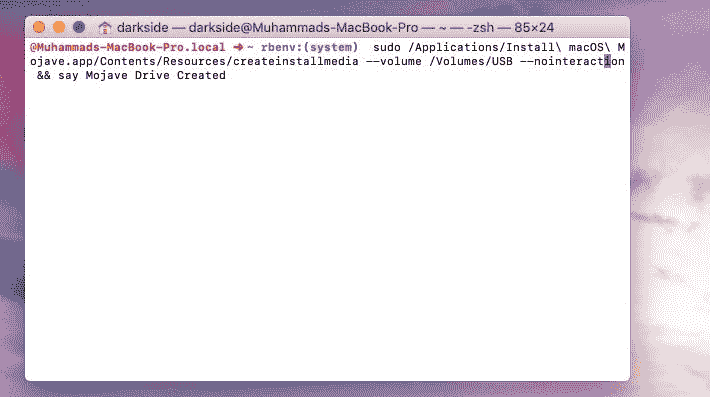 darkside — darkside@Muhammads-MacBook-Pro — ~ — -zsh — 85×24
@Muhammads-MacBook-Pro.local ➜ ~ rbenv:(system)  sudo /Applications/Install\ macOS\ M
ojave.app/Contents/Resources/createinstallmedia --volume /Volumes/USB --nointeraction
 && say Mojave Drive Created